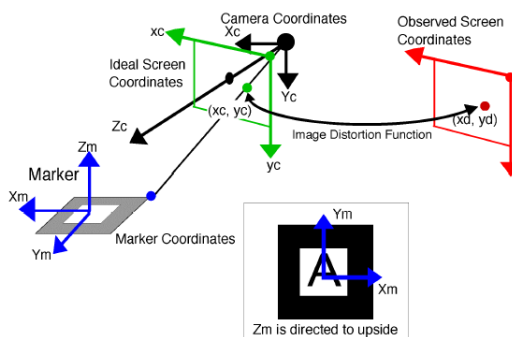 Camera Coordinates
xc
Xc
Observed Screen
Coordinates
Ideal Screen
Coordinates
Yc
(xc, yc)
(xd, yd)
Zc
Image Distortion Function
yc
Marker
Zm
Xm
Ym
Marker Coordinates
Ym
A
Xm
Zm is directed to upside